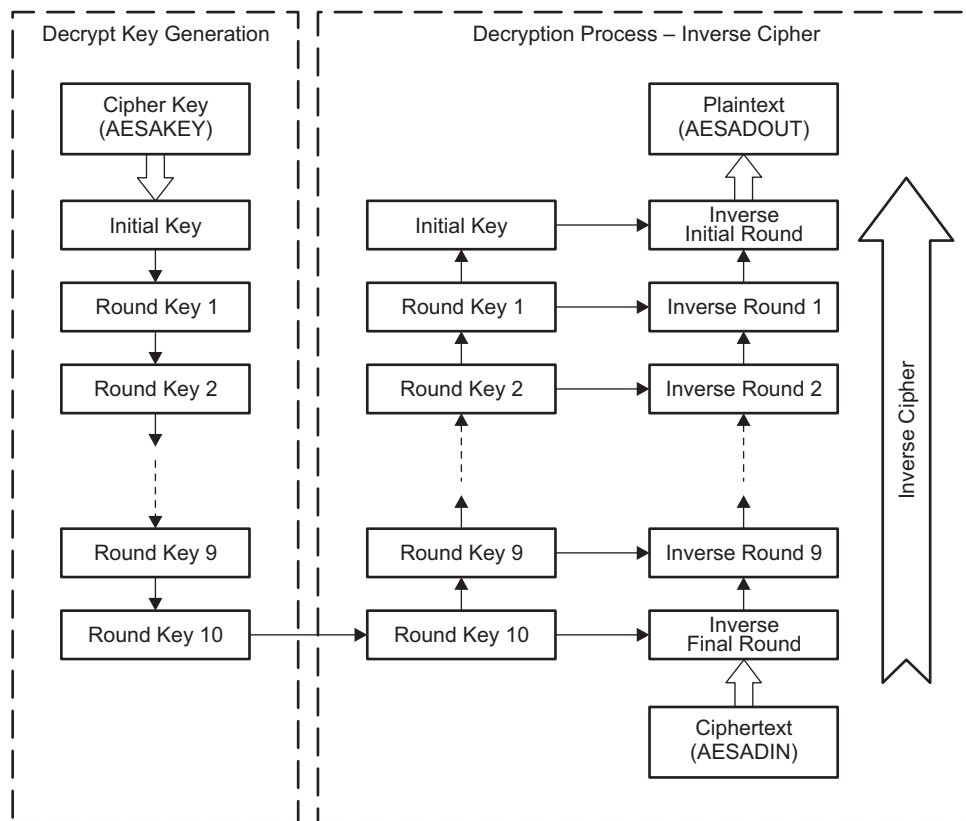 Decrypt Key Generation
Cipher Key
(AESAKEY)
Initial Key
Round Key 1
Round Key 2
Round Key 9
Round Key 10
Decryption Process – Inverse Cipher
Plaintext
(AESADOUT)
Initial Key
Inverse
Initial Round
Round Key 1
Inverse Round 1
Round Key 2
Inverse Round 2
Round Key 9
Inverse Round 9
Round Key 10
Inverse
Final Round
Ciphertext
(AESADIN)
Inverse Cipher